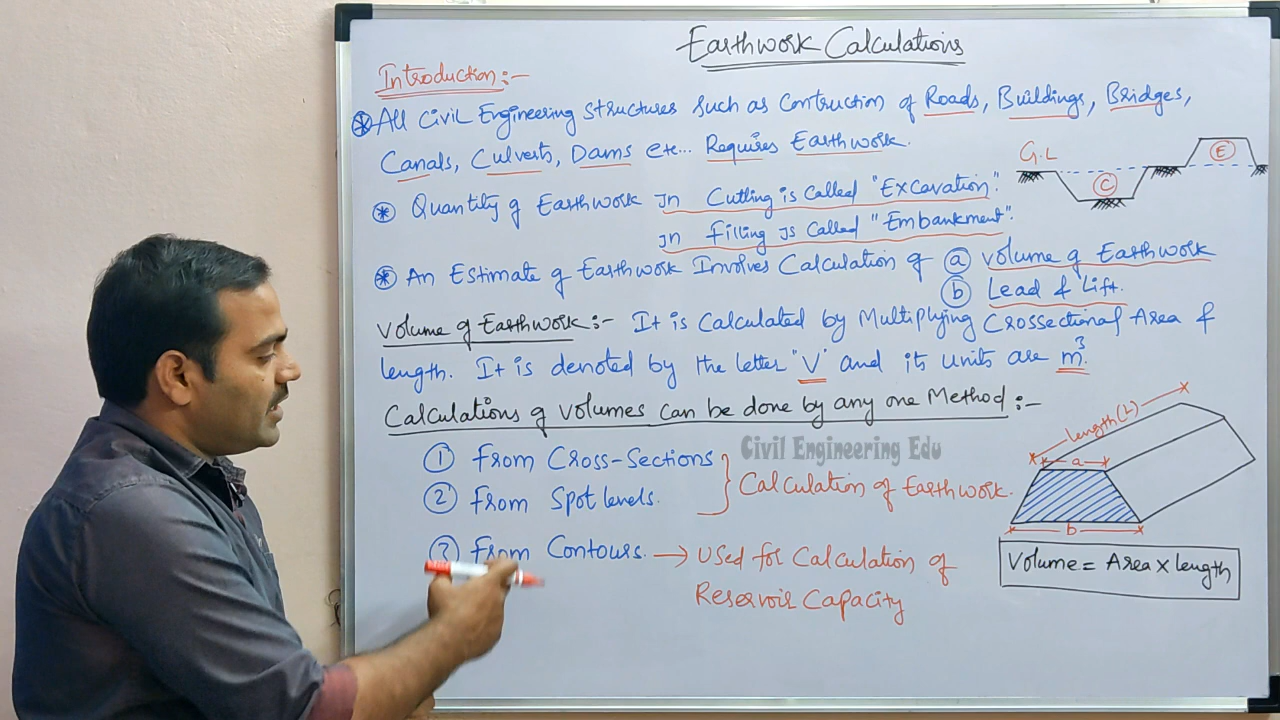 Earthwork Calculations
Introduction:-
All Civil Engineering Structures Such as Contruction of Roads, Buildings, Bridges,
Canals, Culverts, Dams etc... Requires Earthwork.
G.L
C
E
Quantity of Earthwork In Cutting is called "Excavation".
In filling is called "Embankment".
An Estimate of Earthwork Involves Calculation of a Volume of Earthwork
b Lead & Lift.
Volume of Earthwork:- It is Calculated by Multiplying Crossectional Area &
length. It is denoted by the letter "V" and its units are m³.
Calculations of volumes can be done by any one Method:-
1 From Cross-Sections
2 From Spot levels.
Calculation of Earthwork.
3 From Contours. → Used for Calculation of
Reservoir Capacity
Civil Engineering Edu
length(L)
a
b
Volume = Area x length